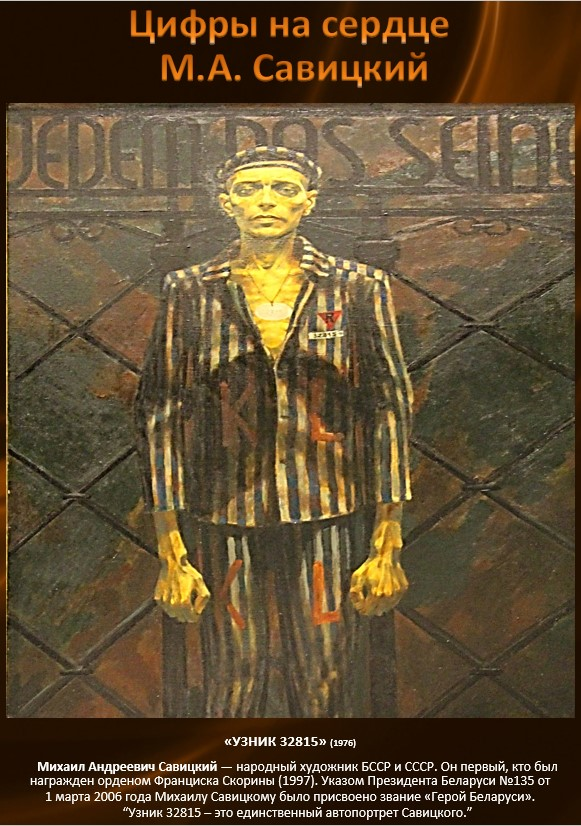 Цифры на сердце
М.А. Савицкий
JEDEM DAS SEINE
R
32815
K L
K L
«УЗНИК 32815» (1976)
Михаил Андреевич Савицкий — народный художник БССР и СССР. Он первый, кто был
награжден орденом Франциска Скорины (1997). Указом Президента Беларуси №135 от
1 марта 2006 года Михаилу Савицкому было присвоено звание «Герой Беларуси».
“Узник 32815 – это единственный автопортрет Савицкого.”